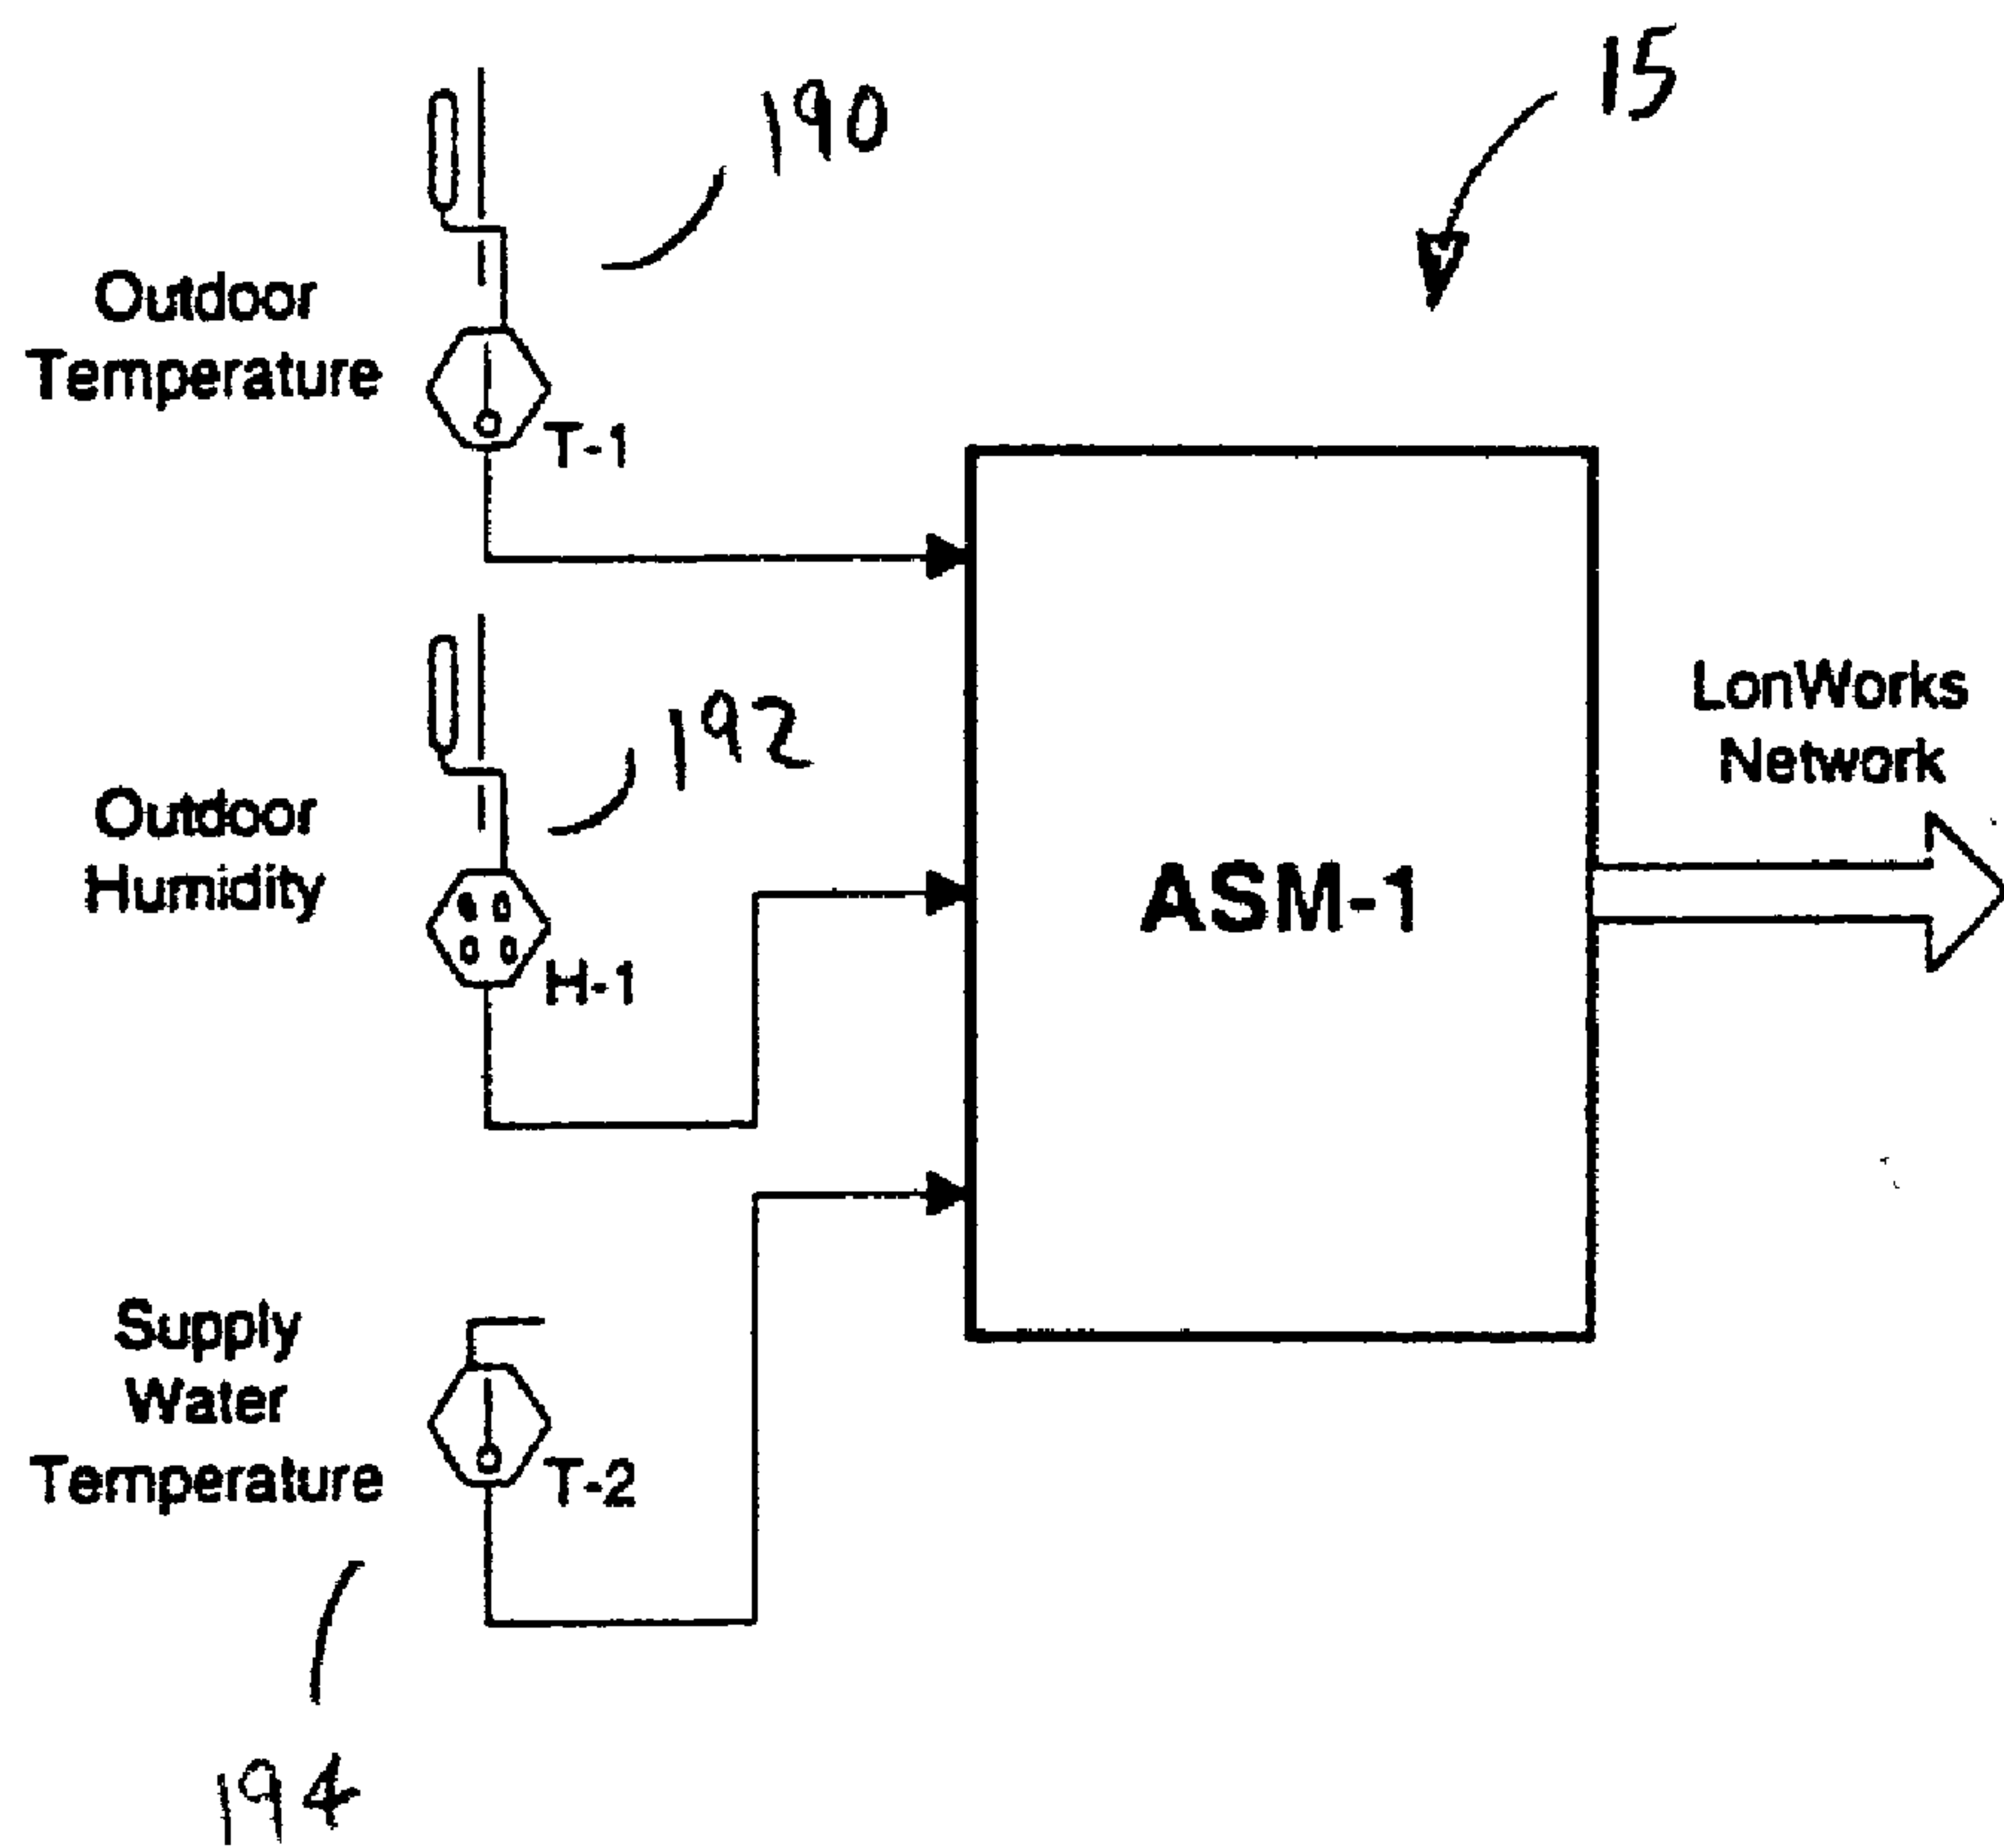 15
190
Outdoor
Temperature
T-1
192
Outdoor
Humidity
H-1
ASM-1
LonWorks
Network
Supply
Water
Temperature
T-2
194